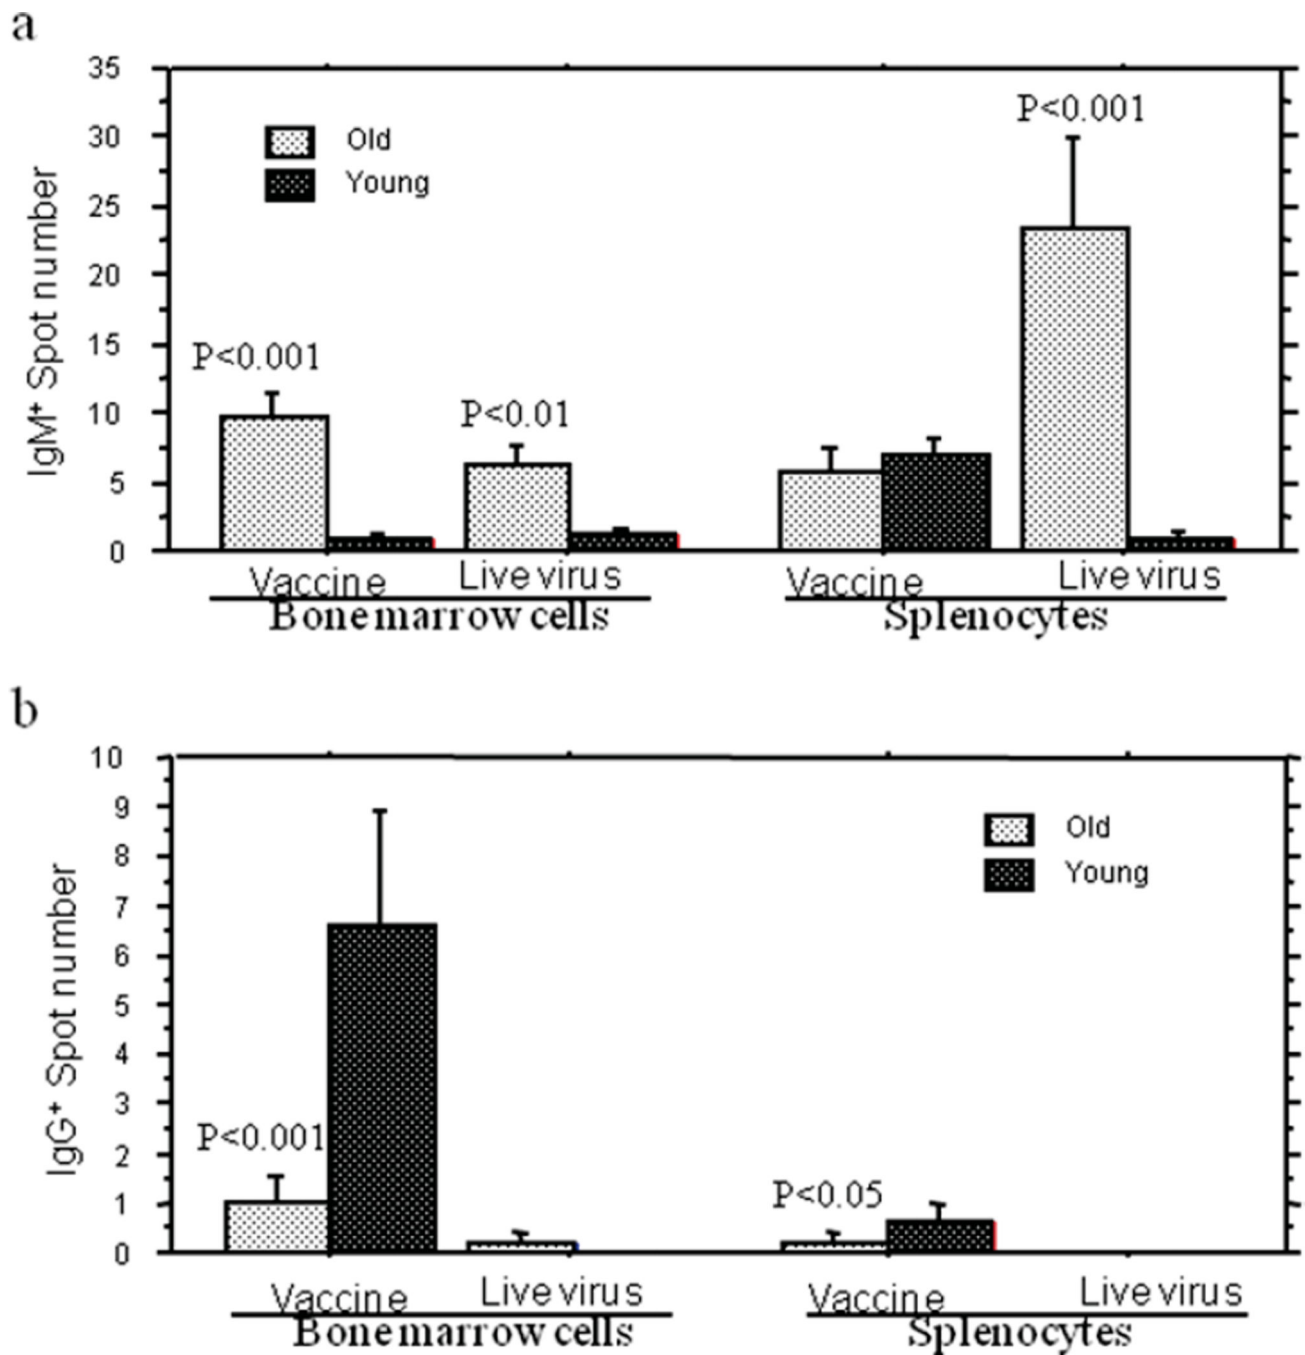 a
35
30
25
20
15
10
5
0
IgM⁺ Spot number
Old
Young
P<0.001
P<0.01
P<0.001
Vaccine Live virus Vaccine Live virus
Bone marrow cells Splenocytes
b
10
9
8
7
6
5
4
3
2
1
0
IgG⁺ Spot number
Old
Young
P<0.001
P<0.05
Vaccine Live virus Vaccine Live virus
Bone marrow cells Splenocytes